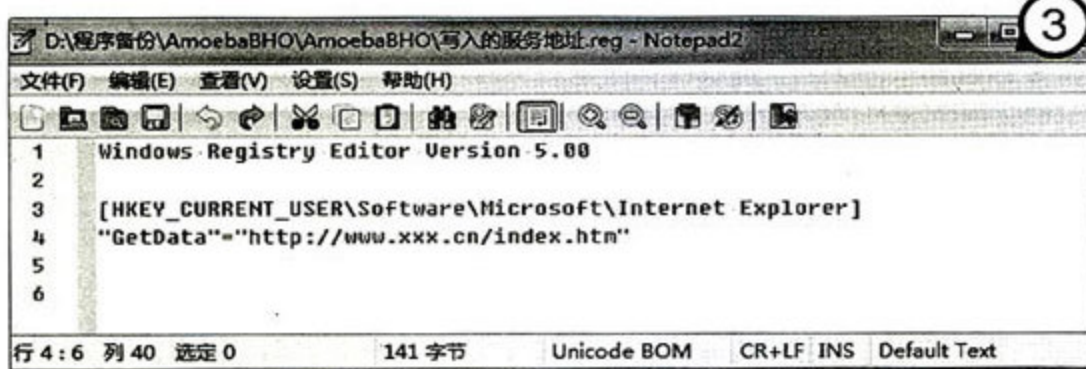 3
D:\程序备份\AmoebaBHO\AmoebaBHO\写入的服务地址.reg - Notepad2
文件(F) 编辑(E) 查看(V) 设置(S) 帮助(H)
1 Windows Registry Editor Version 5.00
2
3 [HKEY_CURRENT_USER\Software\Microsoft\Internet Explorer]
4 "GetData"="http://www.xxx.cn/index.htm"
5
6
行 4 : 6 列 40 选定 0 141 字节 Unicode BOM CR+LF INS Default Text